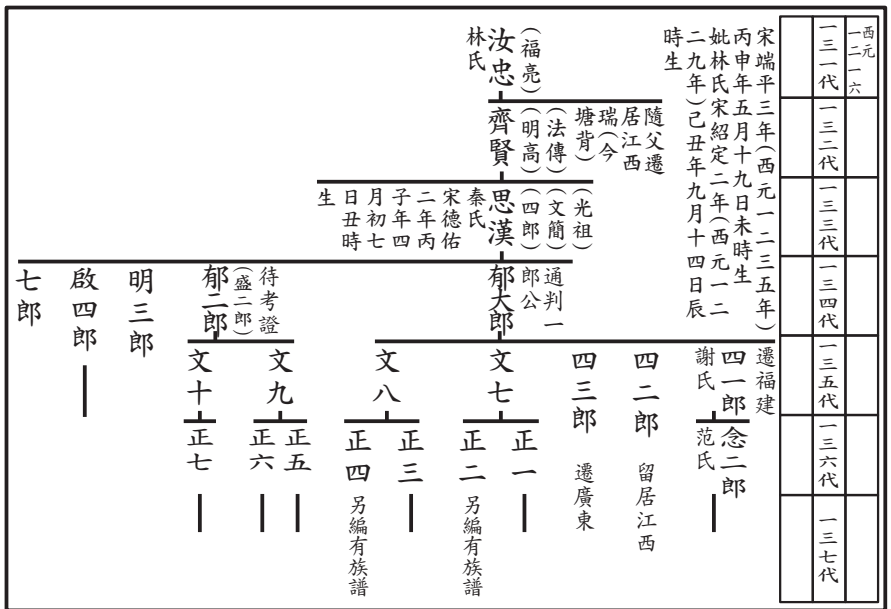 西元
一二一六
一三一代
一三二代
一三三代
一三四代
一三五代
一三六代
一三七代
宋端平三年(西元一二三五年)
丙申年五月十九日未時生
妣林氏宋紹定二年(西元一二
二九年)己丑年九月十四日辰
時生
(福亮)
汝忠
林氏
隨父遷
居江西
瑞(今
塘背)
(法傳)
(明高)
齊賢
(光祖)
(文簡)
(四郎)
思漢
秦氏
宋德佑
二年丙
子年四
月初七
日丑時
生
通判一
郎公
郁大郎
待考證
(盛二郎)
郁二郎
明三郎
啟四郎
七郎
遷福建
四一郎
謝氏
四二郎
四三郎
文七
文八
文九
文十
念二郎
范氏
留居江西
遷廣東
正一
正二
另編有族譜
正三
正四
另編有族譜
正五
正六
正七